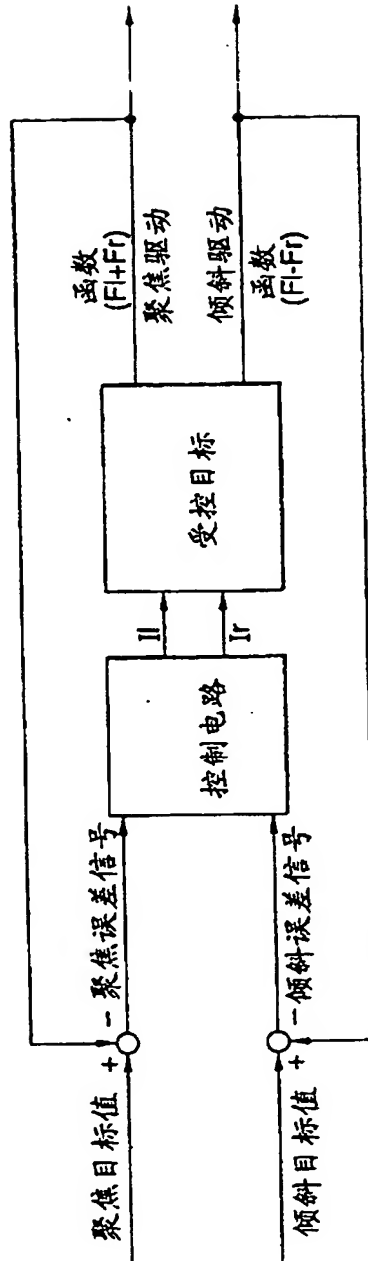 聚焦目标值
+
- 聚焦误差信号
倾斜目标值
+
- 倾斜误差信号
控制电路
Il
Ir
受控目标
函数
(Fl+Fr)
聚焦驱动
倾斜驱动
函数
(Fl-Fr)